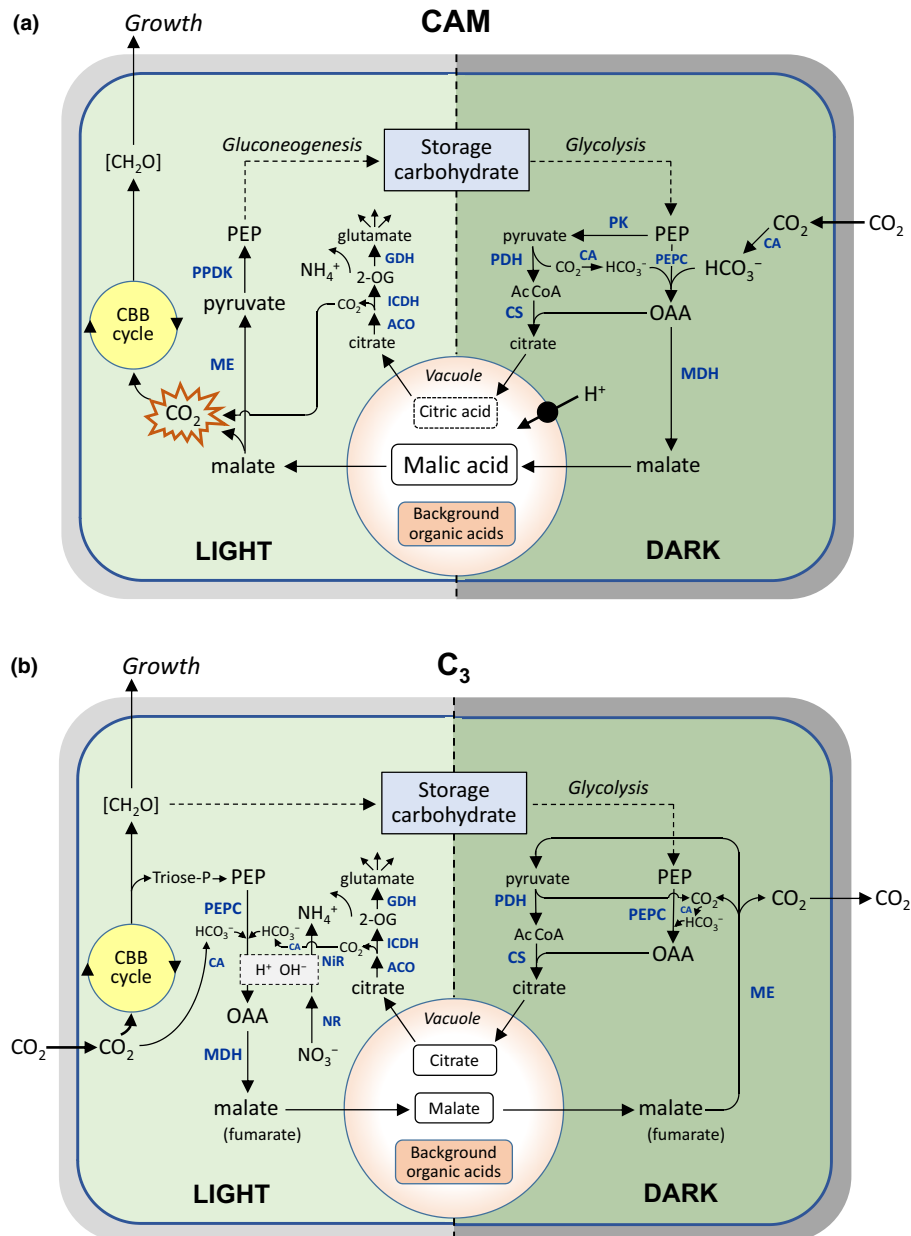 (a)
Growth
CAM
[CH₂O]
Gluconeogenesis
Storage
carbohydrate
Glycolysis
PEP
PPDK
pyruvate
ME
CBB
cycle
CO₂
malate
glutamate
GDH
NH₄⁺
2-OG
CO₂
ICDH
ACO
citrate
pyruvate
PK
PEP
PDH
CO₂
CA
HCO₃⁻
PEPC
HCO₃⁻
CA
CO₂
CO₂
AcCoA
CS
OAA
citrate
MDH
Vacuole
Citric acid
H⁺
Malic acid
malate
Background
organic acids
LIGHT
DARK
(b)
Growth
C₃
[CH₂O]
Storage
carbohydrate
Glycolysis
Triose-P
PEP
PEPC
HCO₃⁻
HCO₃⁻
CA
CA
H⁺ OH⁻
OAA
MDH
malate
(fumarate)
CBB
cycle
CO₂
CO₂
NH₄⁺
NiR
NR
NO₃⁻
glutamate
GDH
2-OG
CO₂
ICDH
ACO
citrate
pyruvate
PDH
AcCoA
CS
citrate
PEP
PEPC
CO₂
CA
HCO₃⁻
OAA
CO₂
CO₂
ME
Vacuole
Citrate
Malate
malate
(fumarate)
Background
organic acids
LIGHT
DARK